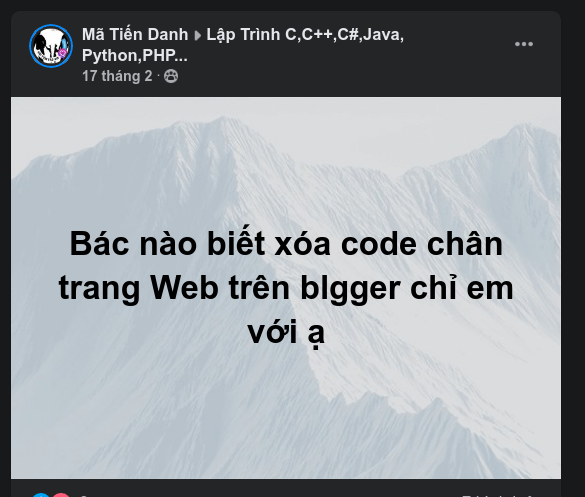 Mã Tiến Danh ▸ Lập Trình C,C++,C#,Java,
Python,PHP...
17 tháng 2 ·
Bác nào biết xóa code chân
trang Web trên blgger chỉ em
với ạ